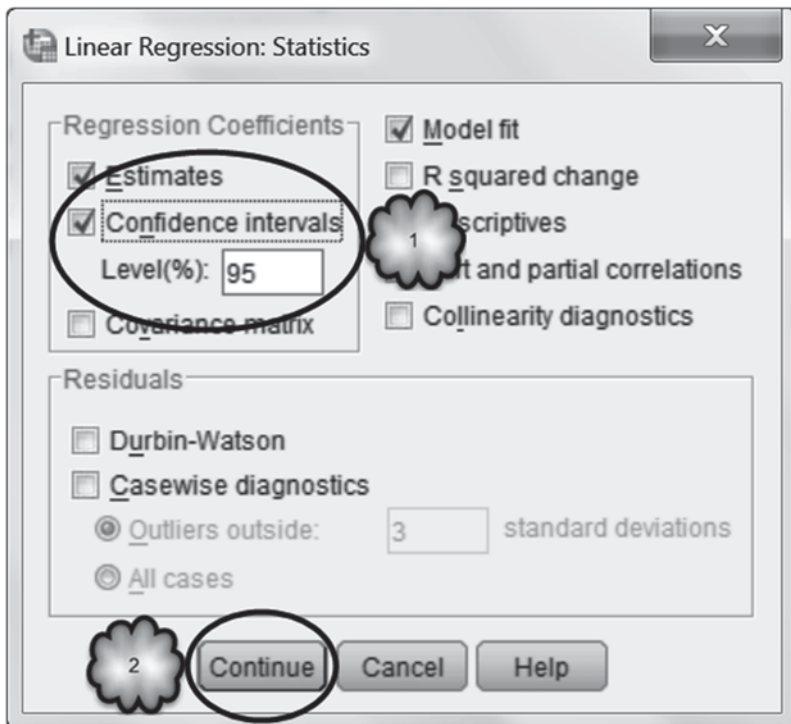 Linear Regression: Statistics
Regression Coefficients
Estimates
Confidence intervals
Level(%): 95
Covariance matrix
Model fit
R squared change
scriptives
and partial correlations
Collinearity diagnostics
1
Residuals
Durbin-Watson
Casewise diagnostics
Outliers outside: 3 standard deviations
All cases
2
Continue Cancel Help